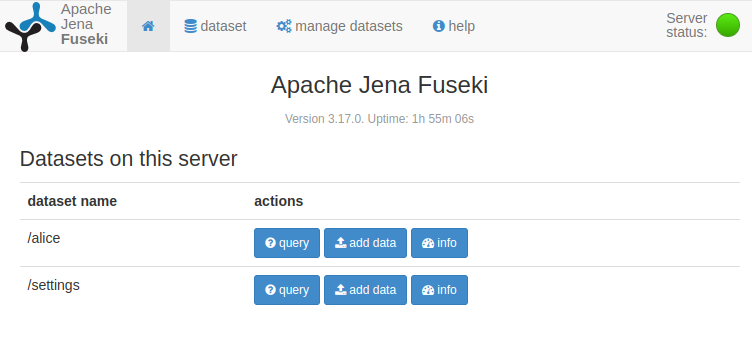 Apache
Jena
Fuseki
dataset
manage datasets
help
Server
status:
Apache Jena Fuseki
Version 3.17.0. Uptime: 1h 55m 06s
Datasets on this server
dataset name actions
/alice query add data info
/settings query add data info